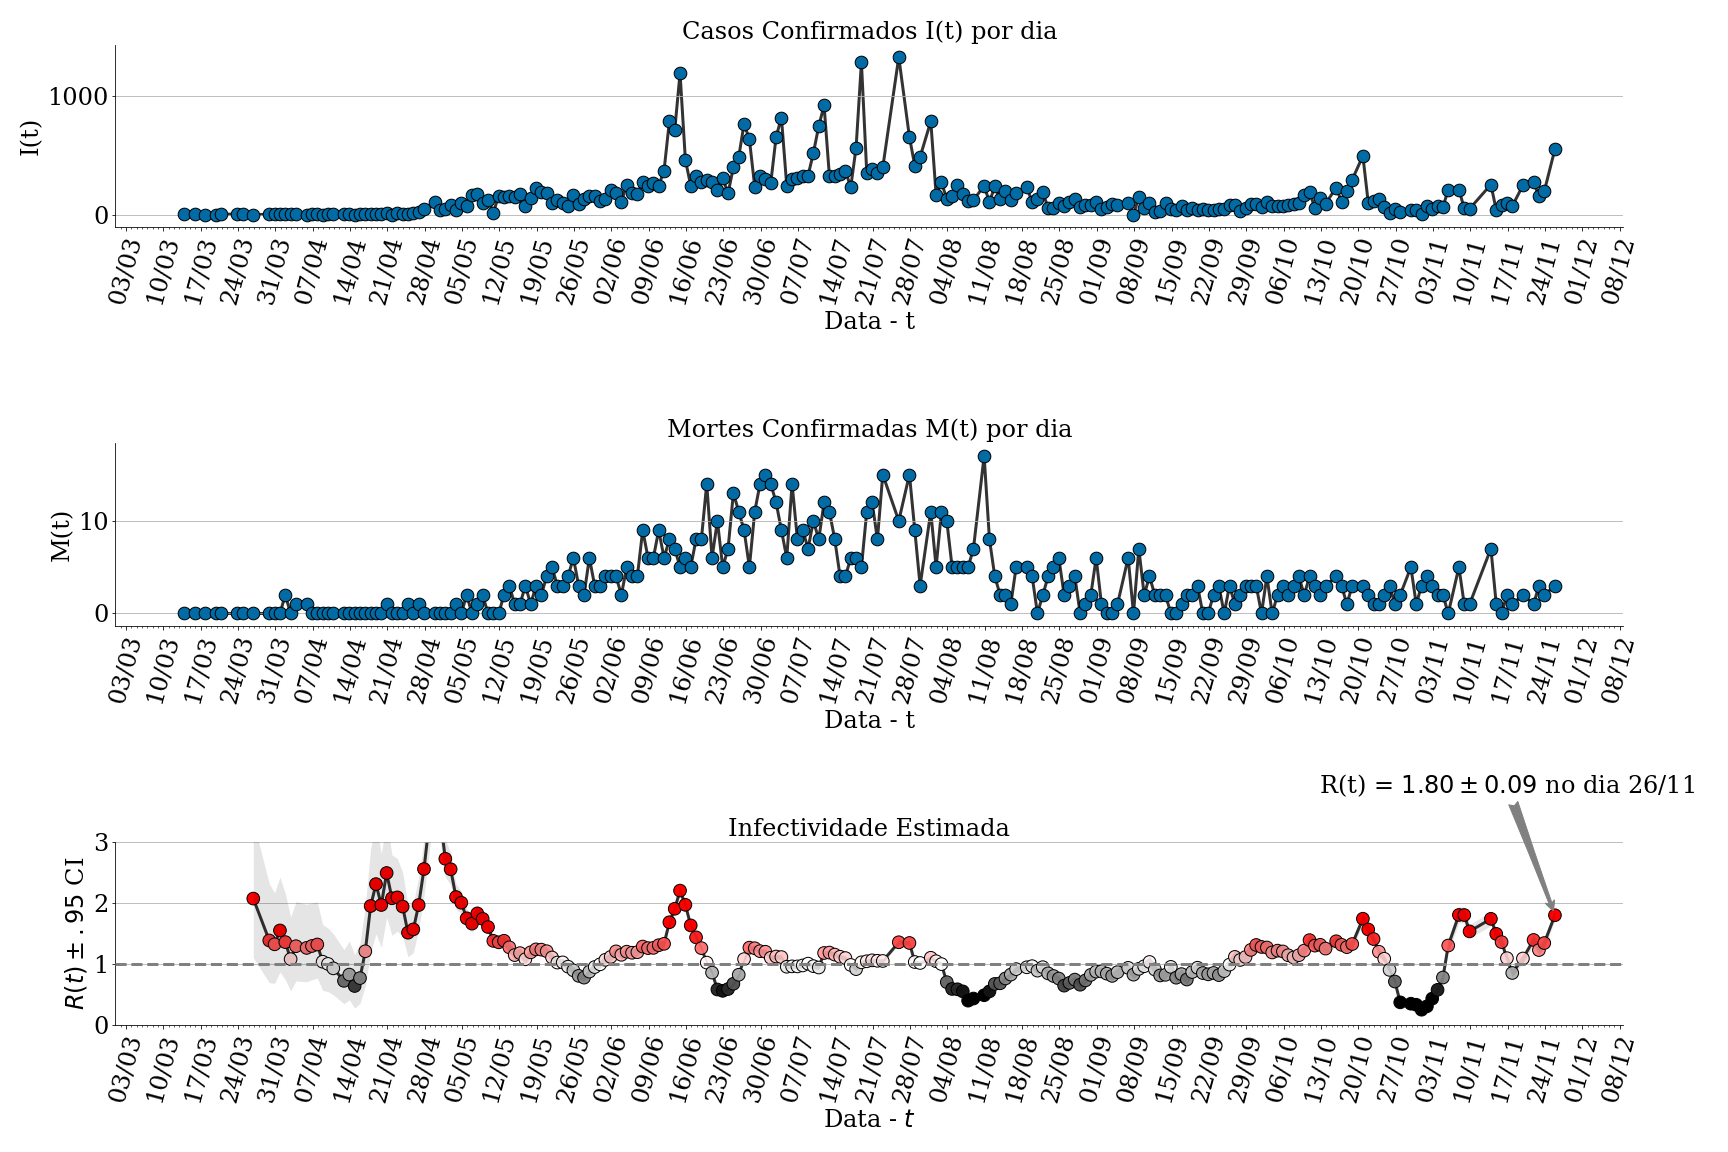 Casos Confirmados I(t) por dia
I(t)
1000
0
03/03 10/03 17/03 24/03 31/03 07/04 14/04 21/04 28/04 05/05 12/05 19/05 26/05 02/06 09/06 16/06 23/06 30/06 07/07 14/07 21/07 28/07 04/08 11/08 18/08 25/08 01/09 08/09 15/09 22/09 29/09 06/10 13/10 20/10 27/10 03/11 10/11 17/11 24/11 01/12 08/12
Data - t
Mortes Confirmadas M(t) por dia
M(t)
10
0
03/03 10/03 17/03 24/03 31/03 07/04 14/04 21/04 28/04 05/05 12/05 19/05 26/05 02/06 09/06 16/06 23/06 30/06 07/07 14/07 21/07 28/07 04/08 11/08 18/08 25/08 01/09 08/09 15/09 22/09 29/09 06/10 13/10 20/10 27/10 03/11 10/11 17/11 24/11 01/12 08/12
Data - t
R(t) = 1.80 ± 0.09 no dia 26/11
Infectividade Estimada
R(t) ± .95 CI
3
2
1
0
03/03 10/03 17/03 24/03 31/03 07/04 14/04 21/04 28/04 05/05 12/05 19/05 26/05 02/06 09/06 16/06 23/06 30/06 07/07 14/07 21/07 28/07 04/08 11/08 18/08 25/08 01/09 08/09 15/09 22/09 29/09 06/10 13/10 20/10 27/10 03/11 10/11 17/11 24/11 01/12 08/12
Data - t